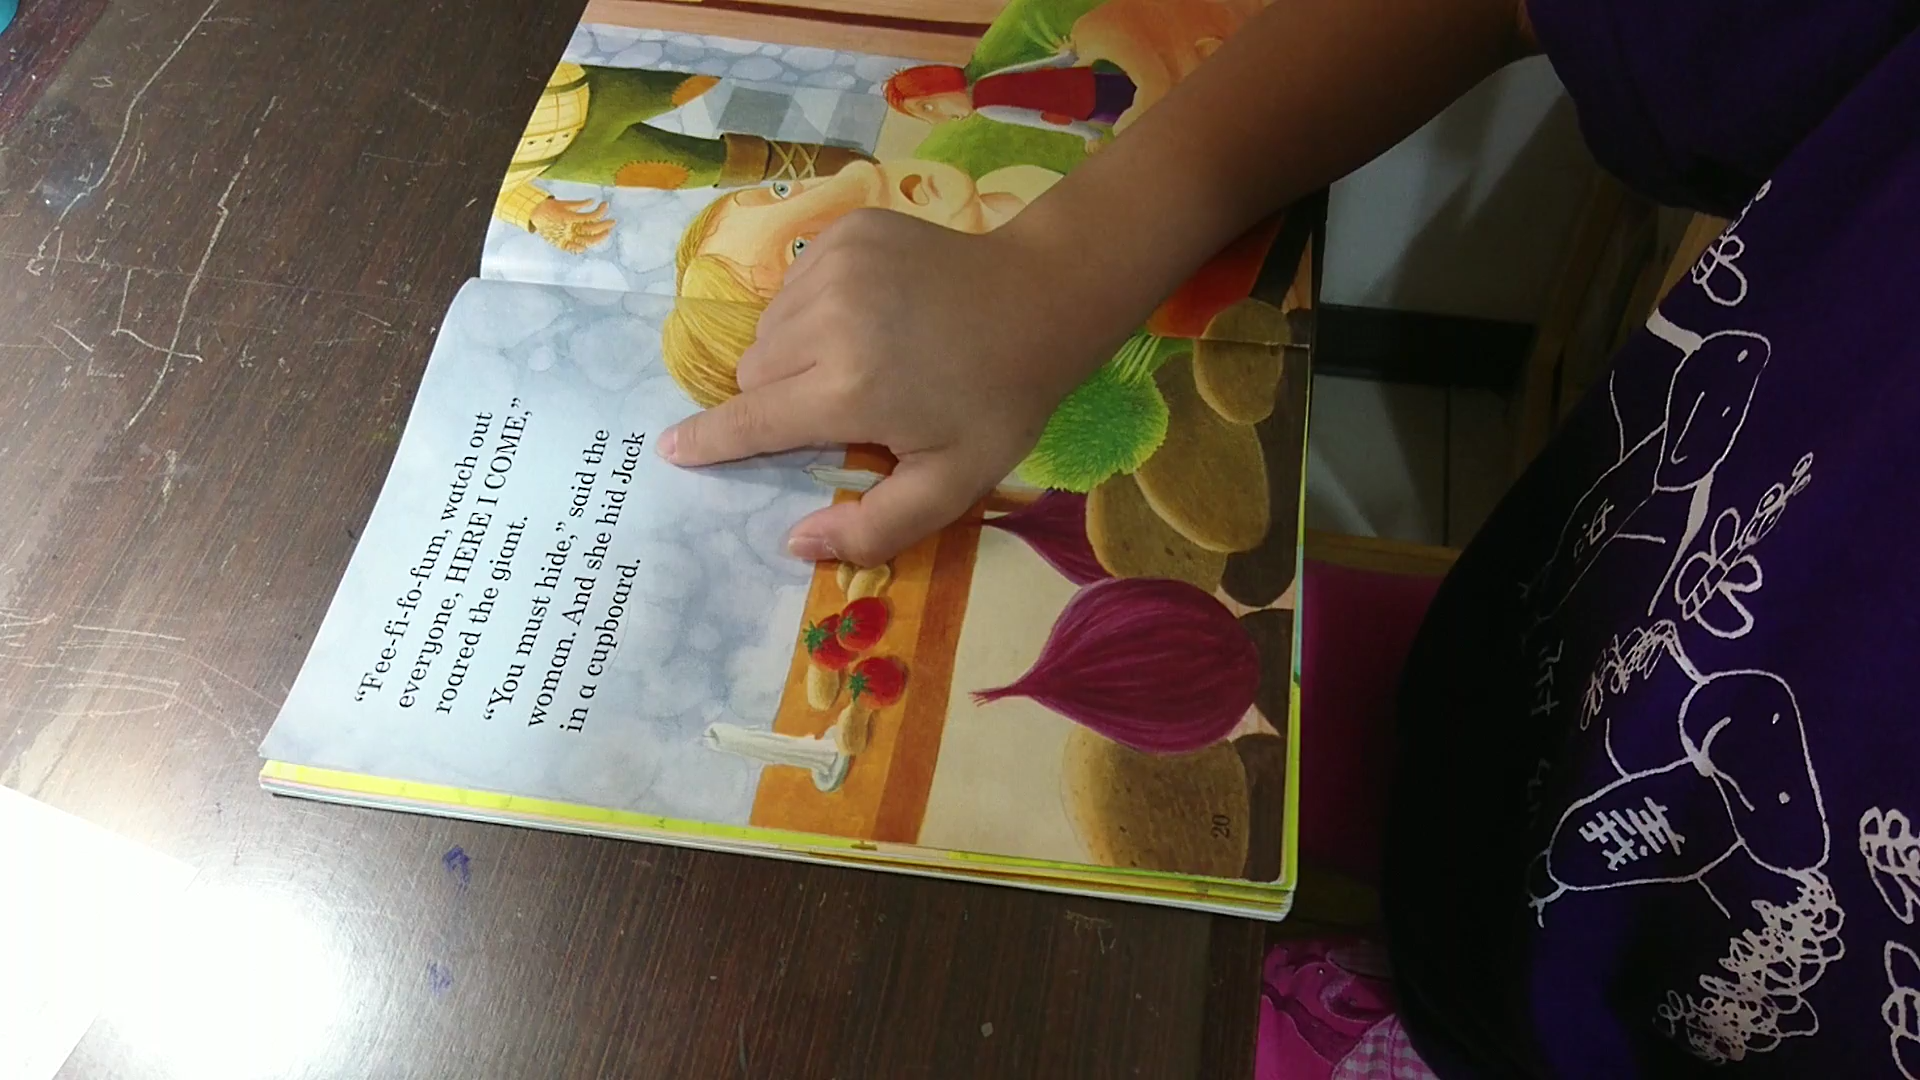 “Fee-fi-fo-fum, watch out
everyone, HERE I COME,”
roared the giant.
“You must hide,” said the
woman. And she hid Jack
in a cupboard.
20